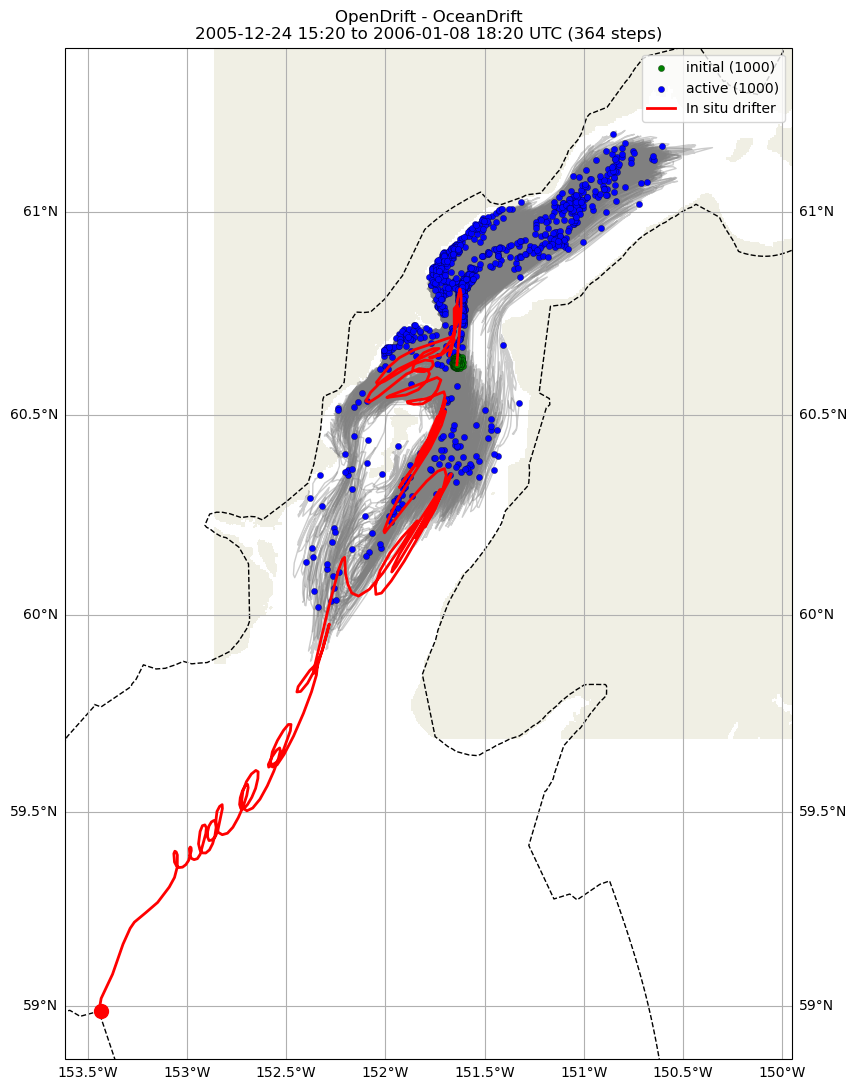 OpenDrift - OceanDrift
2005-12-24 15:20 to 2006-01-08 18:20 UTC (364 steps)
initial (1000)
active (1000)
In situ drifter
61°N
61°N
60.5°N
60.5°N
60°N
60°N
59.5°N
59.5°N
59°N
59°N
153.5°W
153°W
152.5°W
152°W
151.5°W
151°W
150.5°W
150°W